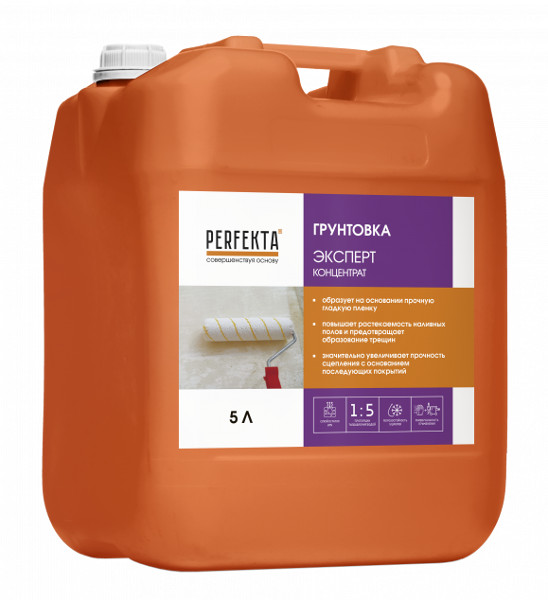 PERFEKTA®
совершенствуя основу
ГРУНТОВКА
ЭКСПЕРТ
КОНЦЕНТРАТ
• образует на основании прочную
гладкую пленку
• повышает растекаемость наливных
полов и предотвращает
образование трещин
• значительно увеличивает прочность
сцепления с основанием
последующих покрытий
5 Л
1:5